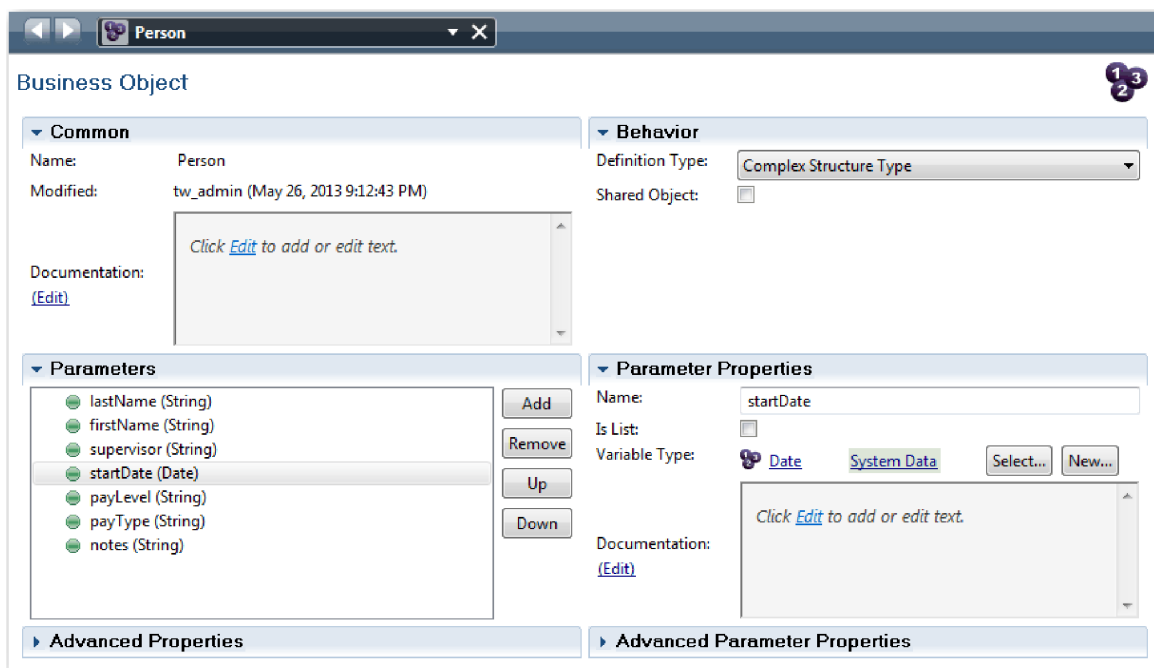 Person
Business Object
1 2 3
Common
Name: Person
Modified: tw_admin (May 26, 2013 9:12:43 PM)
Click Edit to add or edit text.
Documentation:
(Edit)
Behavior
Definition Type: Complex Structure Type
Shared Object:
Parameters
lastName (String)
firstName (String)
supervisor (String)
startDate (Date)
payLevel (String)
payType (String)
notes (String)
Add
Remove
Up
Down
Parameter Properties
Name: startDate
Is List:
Variable Type: Date System Data Select... New...
Click Edit to add or edit text.
Documentation:
(Edit)
Advanced Properties
Advanced Parameter Properties